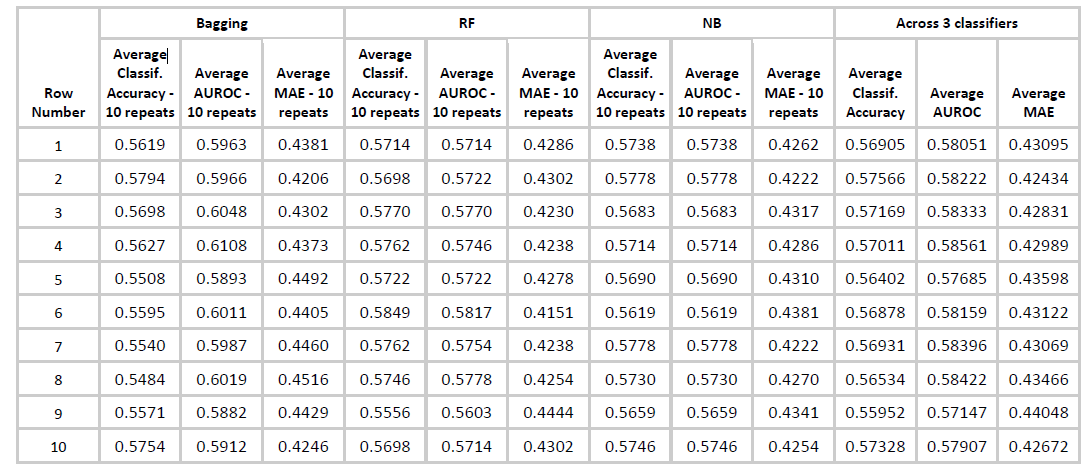 Bagging RF NB Across 3 classifiers
Row Number Average Classif. Accuracy - 10 repeats Average AUROC - 10 repeats Average MAE - 10 repeats Average Classif. Accuracy - 10 repeats Average AUROC - 10 repeats Average MAE - 10 repeats Average Classif. Accuracy - 10 repeats Average AUROC - 10 repeats Average MAE - 10 repeats Average Classif. Accuracy Average AUROC Average MAE
1 0.5619 0.5963 0.4381 0.5714 0.5714 0.4286 0.5738 0.5738 0.4262 0.56905 0.58051 0.43095
2 0.5794 0.5966 0.4206 0.5698 0.5722 0.4302 0.5778 0.5778 0.4222 0.57566 0.58222 0.42434
3 0.5698 0.6048 0.4302 0.5770 0.5770 0.4230 0.5683 0.5683 0.4317 0.57169 0.58333 0.42831
4 0.5627 0.6108 0.4373 0.5762 0.5746 0.4238 0.5714 0.5714 0.4286 0.57011 0.58561 0.42989
5 0.5508 0.5893 0.4492 0.5722 0.5722 0.4278 0.5690 0.5690 0.4310 0.56402 0.57685 0.43598
6 0.5595 0.6011 0.4405 0.5849 0.5817 0.4151 0.5619 0.5619 0.4381 0.56878 0.58159 0.43122
7 0.5540 0.5987 0.4460 0.5762 0.5754 0.4238 0.5778 0.5778 0.4222 0.56931 0.58396 0.43069
8 0.5484 0.6019 0.4516 0.5746 0.5778 0.4254 0.5730 0.5730 0.4270 0.56534 0.58422 0.43466
9 0.5571 0.5882 0.4429 0.5556 0.5603 0.4444 0.5659 0.5659 0.4341 0.55952 0.57147 0.44048
10 0.5754 0.5912 0.4246 0.5698 0.5714 0.4302 0.5746 0.5746 0.4254 0.57328 0.57907 0.42672